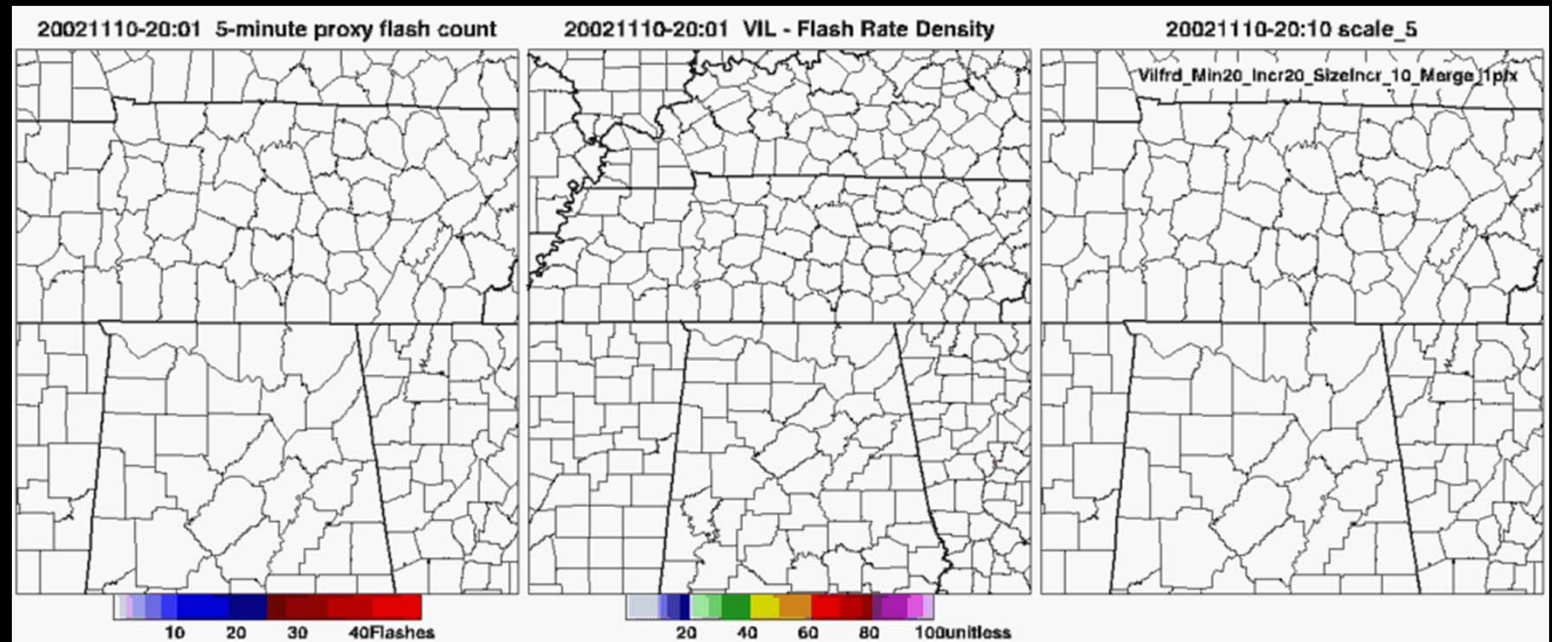 20021110-20:01 5-minute proxy flash count
20021110-20:01 VIL - Flash Rate Density
20021110-20:10 scale_5
Vilfrd_Min20_Incr20_SizeIncr_10_Merge_1pix
10 20 30 40Flashes
20 40 60 80 100unitless